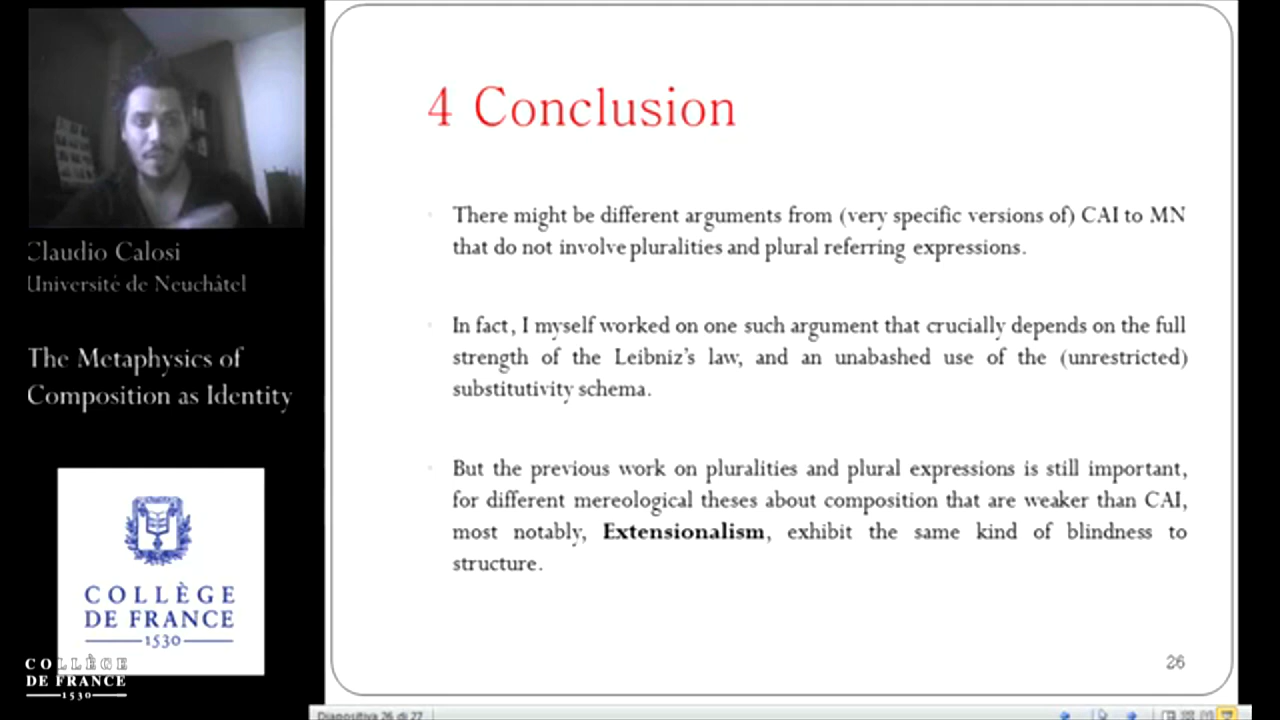 Claudio Calosi
Université de Neuchâtel
The Metaphysics of
Composition as Identity
COLLÈGE
DE FRANCE
1530
COLLÈGE
DE FRANCE
1530
4 Conclusion
There might be different arguments from (very specific versions of) CAI to MN
that do not involve pluralities and plural referring expressions.
In fact, I myself worked on one such argument that crucially depends on the full
strength of the Leibniz's law, and an unabashed use of the (unrestricted)
substitutivity schema.
But the previous work on pluralities and plural expressions is still important,
for different mereological theses about composition that are weaker than CAI,
most notably, Extensionalism, exhibit the same kind of blindness to
structure.
26
Diapositiva 26 di 27